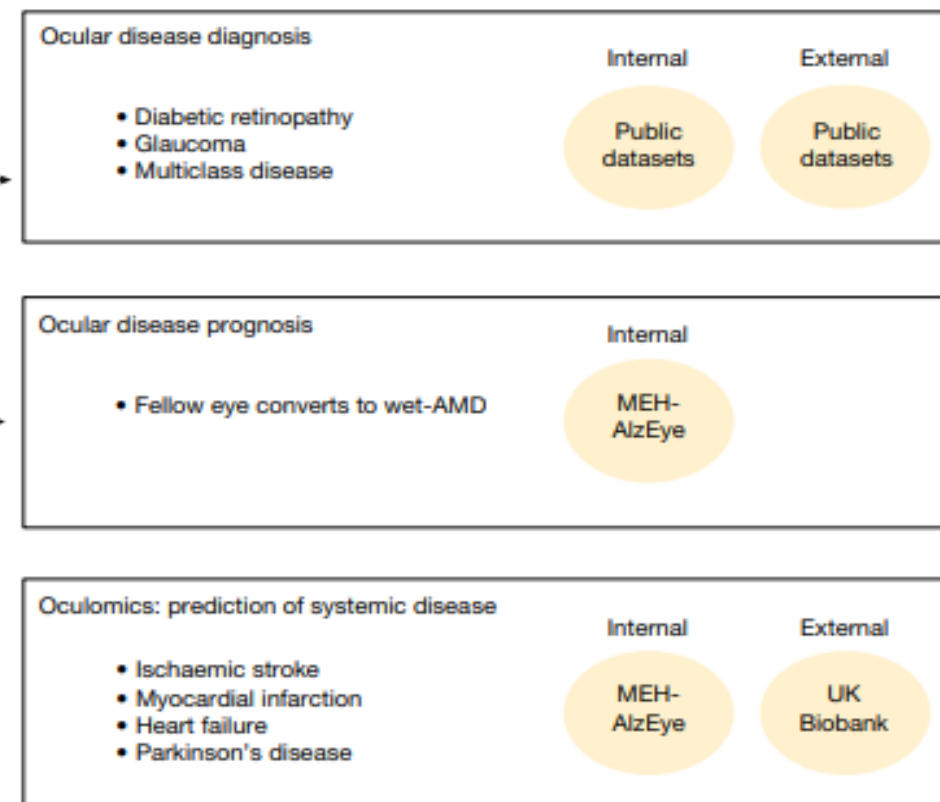 Ocular disease diagnosis
Internal
External
• Diabetic retinopathy
• Glaucoma
• Multiclass disease
Public
datasets
Public
datasets
Ocular disease prognosis
Internal
• Fellow eye converts to wet-AMD
MEH-
AlzEye
Oculomics: prediction of systemic disease
Internal
External
• Ischaemic stroke
• Myocardial infarction
• Heart failure
• Parkinson's disease
MEH-
AlzEye
UK
Biobank